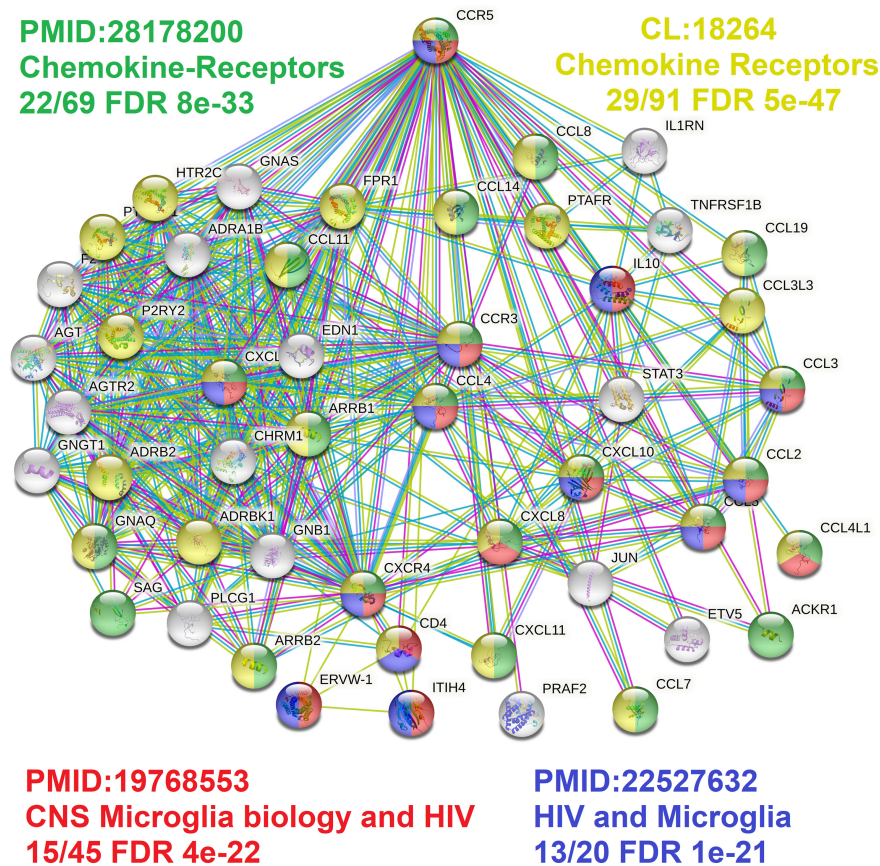 PMID:28178200
Chemokine-Receptors
22/69 FDR 8e-33
CL:18264
Chemokine Receptors
29/91 FDR 5e-47
CCR5
IL1RN
CCL8
GNAS
HTR2C
FPR1
CCL14
PTAFR
TNFRSF1B
ADRA1B
CCL11
CCL19
IL10
CCL3L3
P2RY2
EDN1
CCR3
AGT
CXCL
STAT3
CCL3
CCL4
AGTR2
ARRB1
CHRM1
GNGT1
ADRB2
CXCL10
CCL2
GNAQ
ADRBK1
GNB1
CXCL8
CCL4L1
CXCR4
JUN
SAG
PLCG1
ETV5
ACKR1
ARRB2
CD4
CXCL11
ERVW-1
ITIH4
PRAF2
CCL7
PMID:19768553
CNS Microglia biology and HIV
15/45 FDR 4e-22
PMID:22527632
HIV and Microglia
13/20 FDR 1e-21